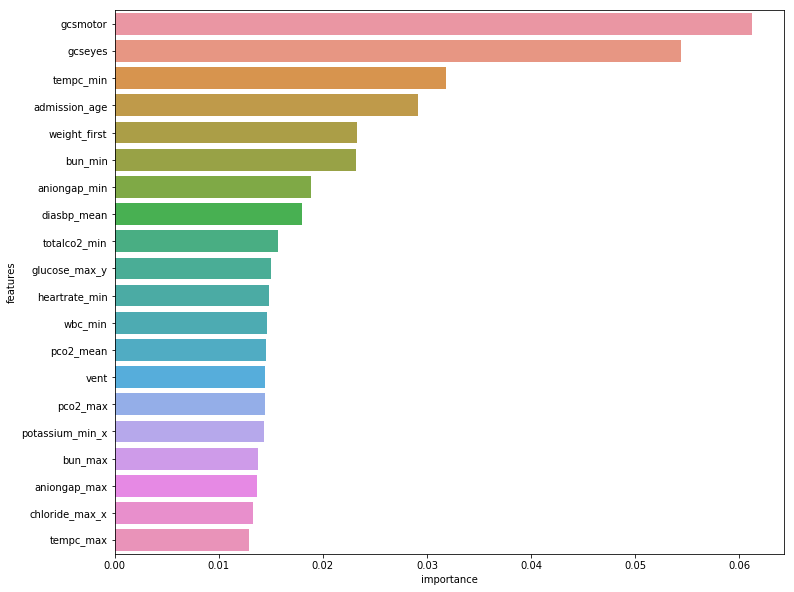 gcsmotor
gcseyes
tempc_min
admission_age
weight_first
bun_min
aniongap_min
diasbp_mean
totalco2_min
glucose_max_y
heartrate_min
wbc_min
pco2_mean
vent
pco2_max
potassium_min_x
bun_max
aniongap_max
chloride_max_x
tempc_max
features
0.00 0.01 0.02 0.03 0.04 0.05 0.06
importance